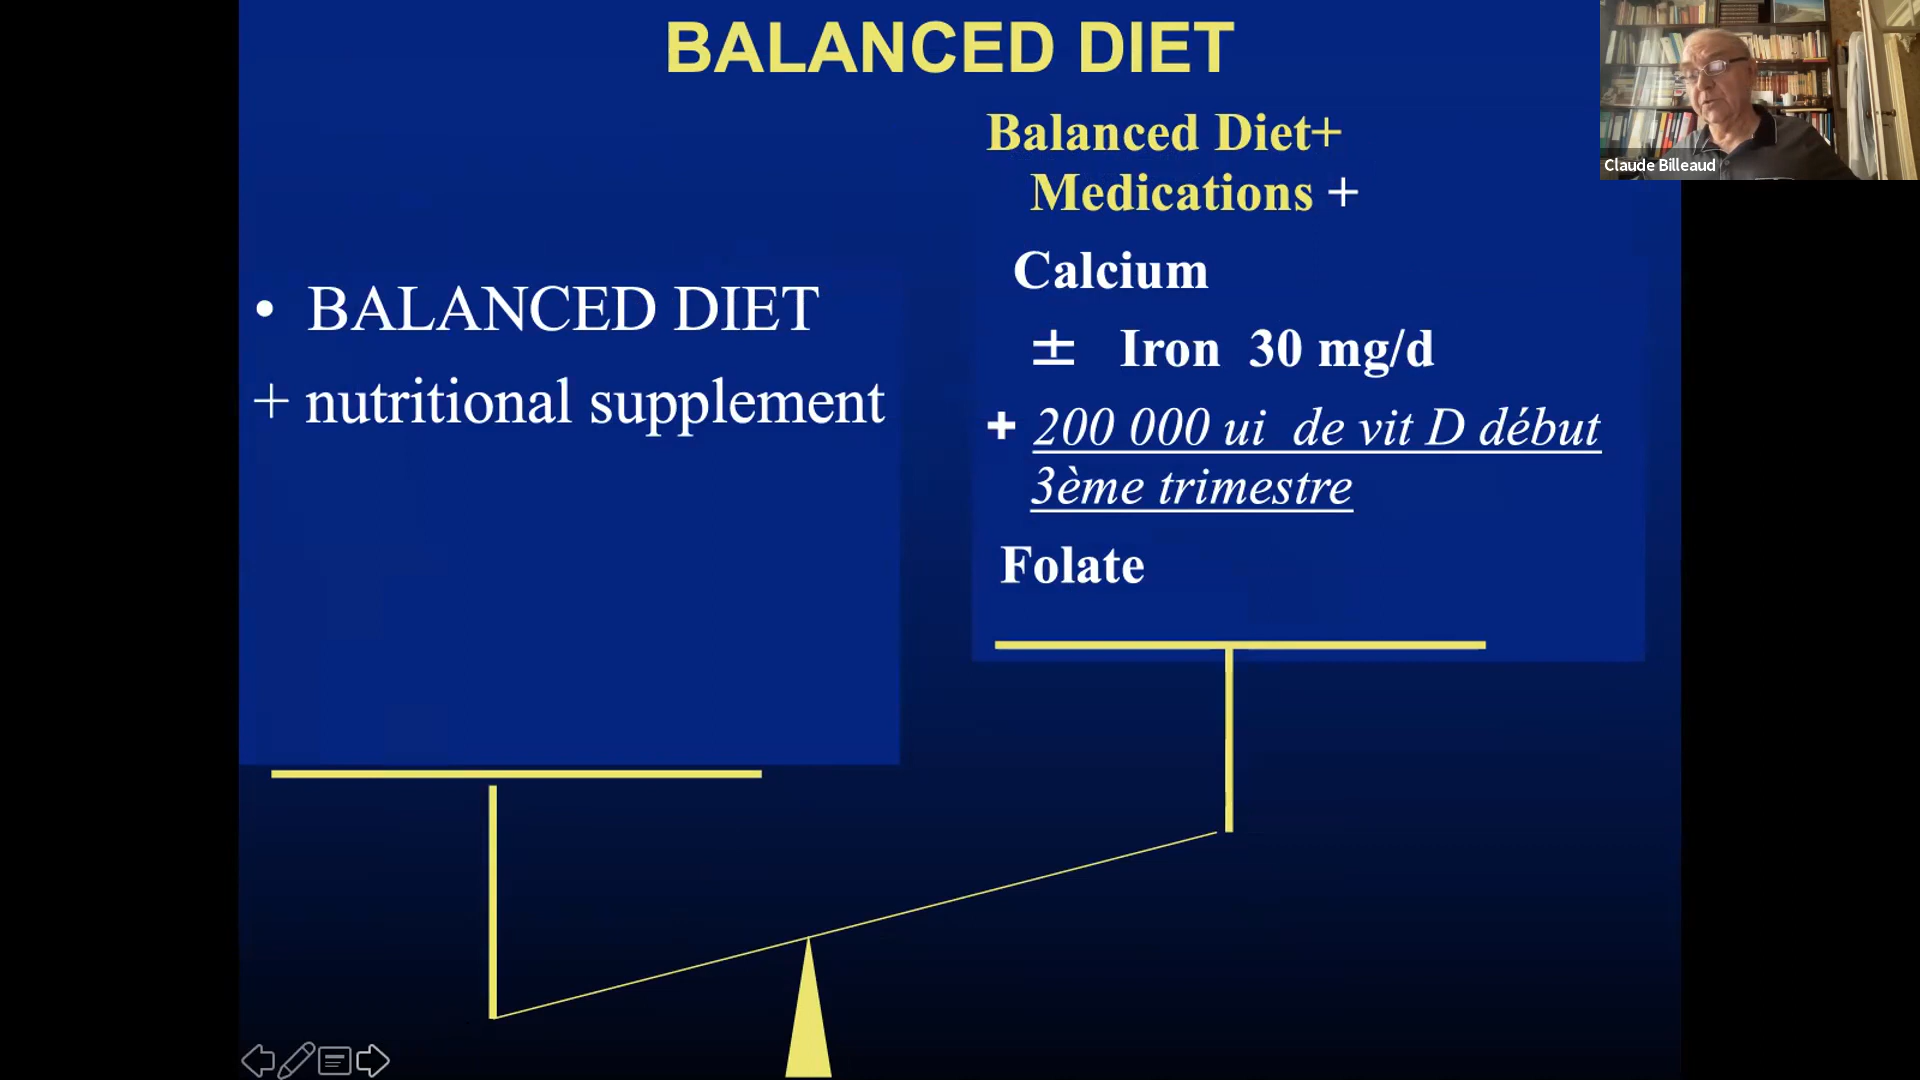 BALANCED DIET
• BALANCED DIET
+ nutritional supplement
Balanced Diet+
Medications +
Calcium
± Iron 30 mg/d
+ 200 000 ui de vit D début
3ème trimestre
Folate
Claude Billeaud